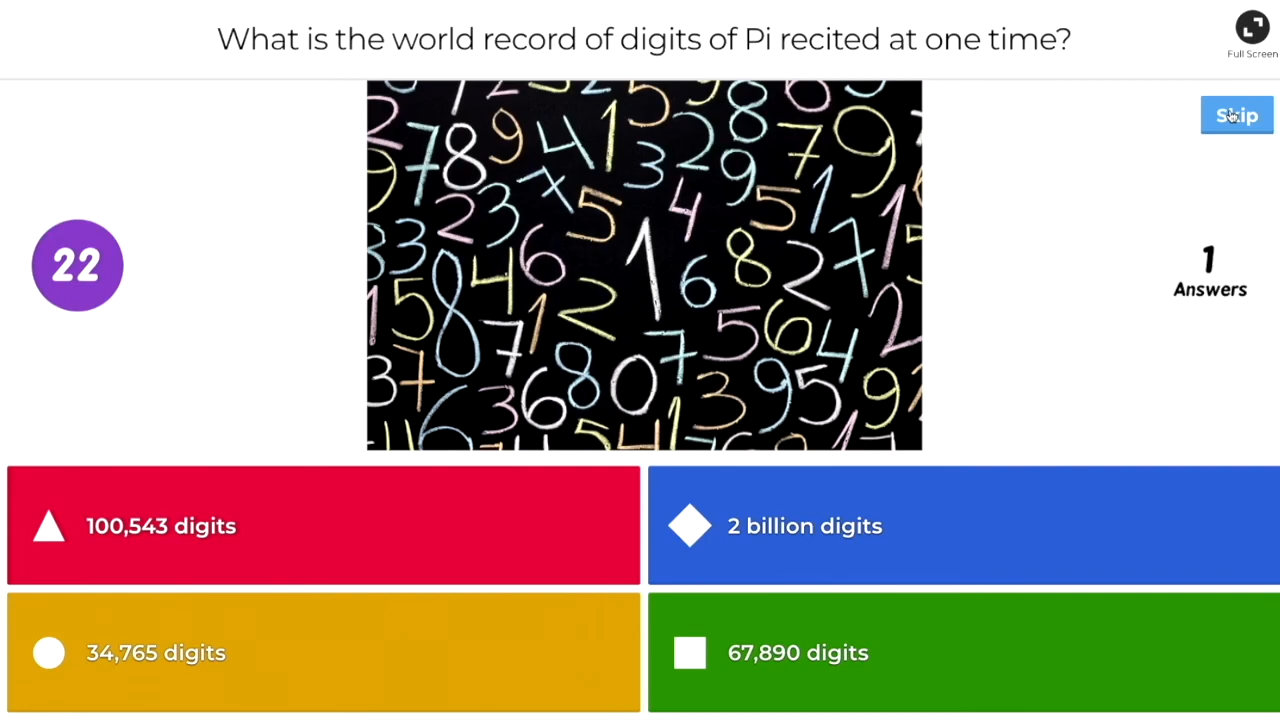 What is the world record of digits of Pi recited at one time?
Full Screen
Skip
22
1
Answers
100,543 digits
2 billion digits
34,765 digits
67,890 digits